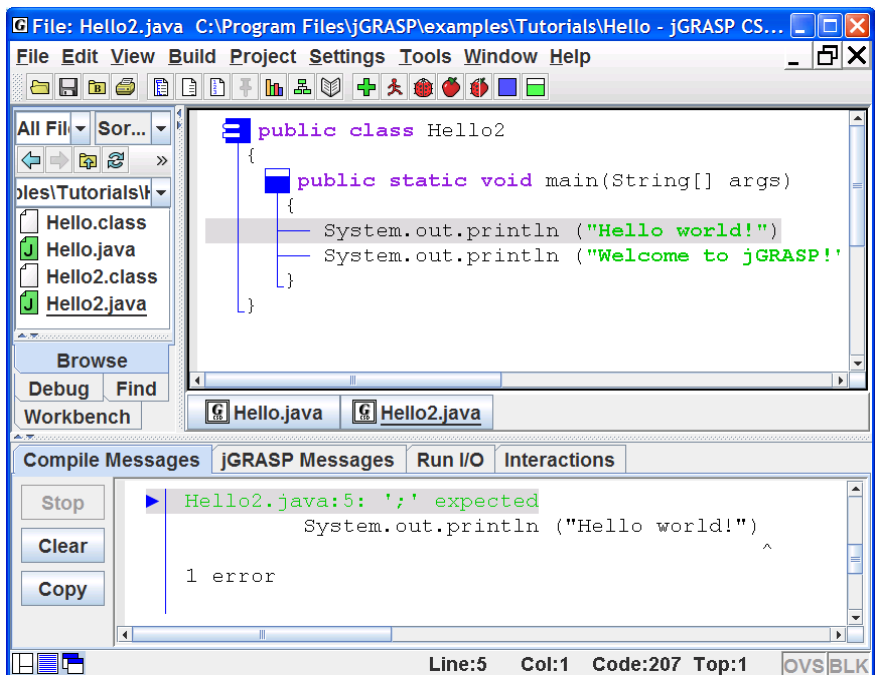 File: Hello2.java C:\Program Files\jGRASP\examples\Tutorials\Hello - jGRASP CS...
File Edit View Build Project Settings Tools Window Help
All Fil Sor...
»
ples\Tutorials\H
Hello.class
Hello.java
Hello2.class
Hello2.java
Browse
Debug Find
Workbench
public class Hello2
{
public static void main(String[] args)
{
System.out.println ("Hello world!")
System.out.println ("Welcome to jGRASP!'
}
}
Hello.java Hello2.java
Compile Messages jGRASP Messages Run I/O Interactions
Stop
Clear
Copy
Hello2.java:5: ';' expected
System.out.println ("Hello world!")
^
1 error
Line:5 Col:1 Code:207 Top:1 OVS BLK